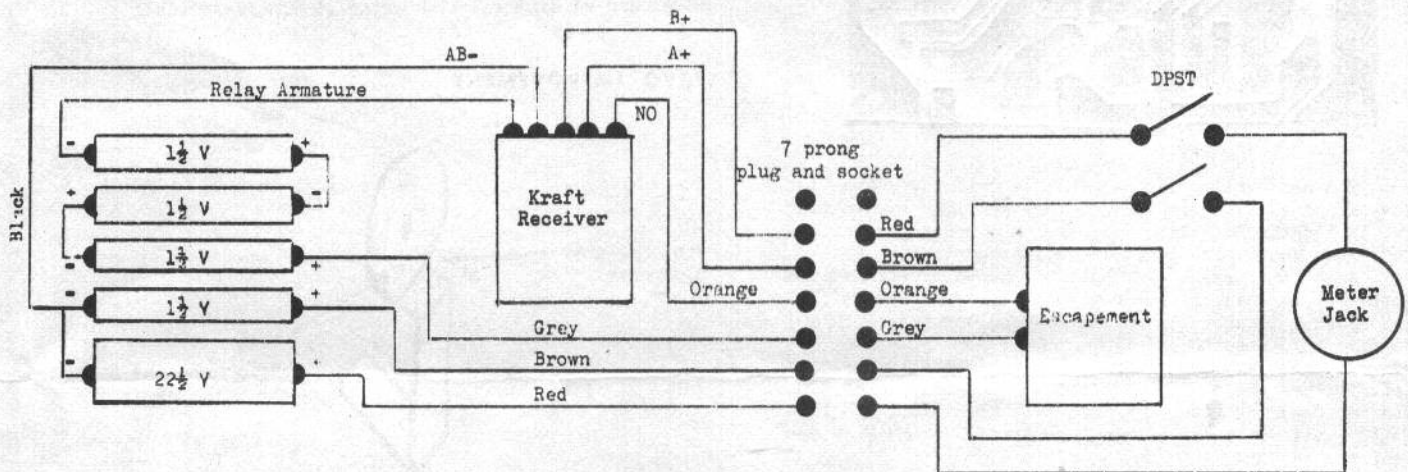 B+
AB-
A+
DPST
Relay Armature
NO
- 1½ V +
+ 1½ V -
- 1½ V +
- 1½ V +
- 22½ V +
Black
Kraft
Receiver
7 prong
plug and socket
Red
Brown
Orange
Orange
Grey
Grey
Brown
Red
Escapement
Meter
Jack